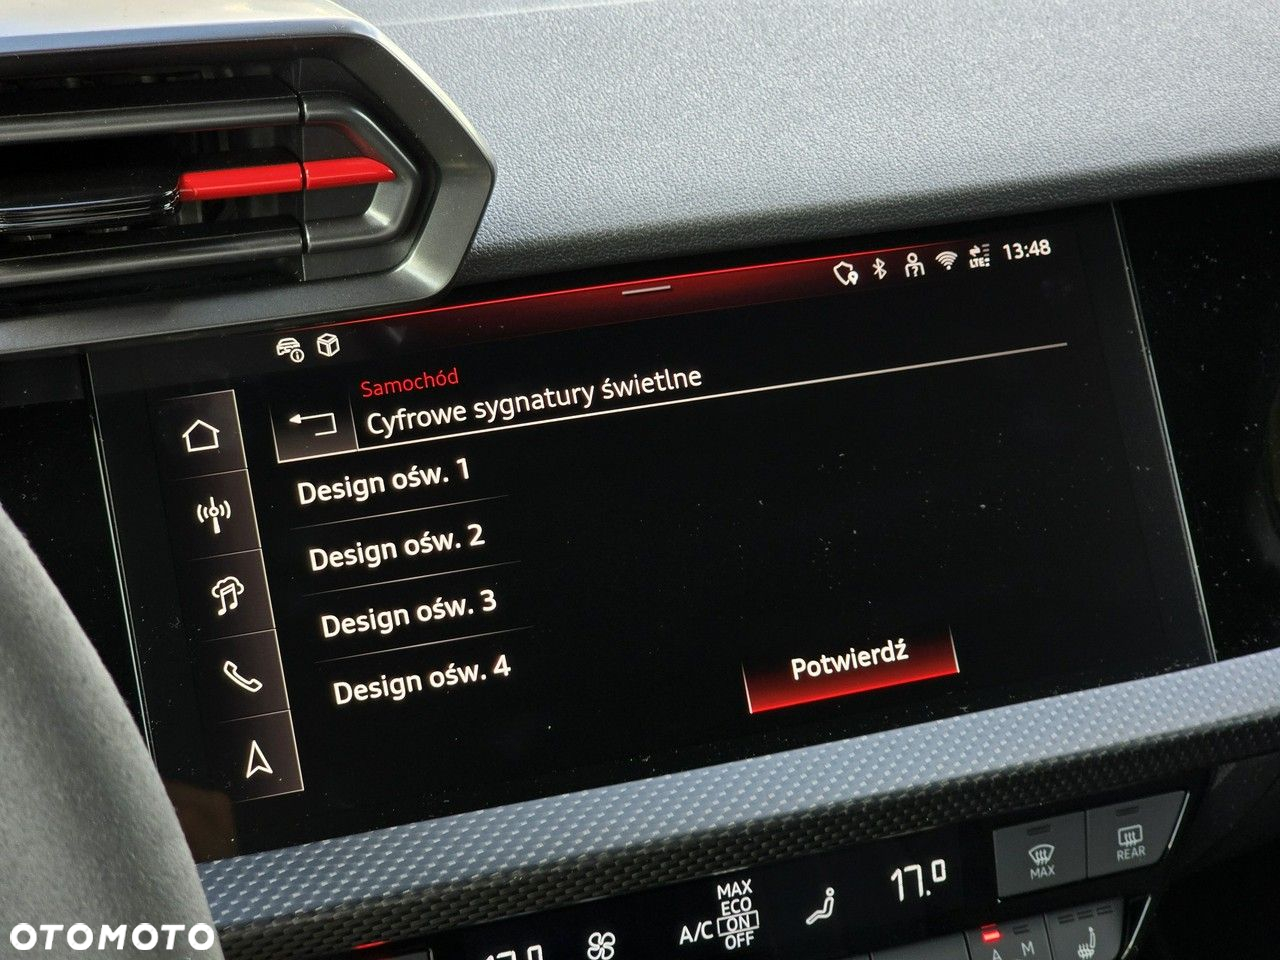 LTE 13:48
Samochód
Cyfrowe sygnatury świetlne
Design ośw. 1
Design ośw. 2
Design ośw. 3
Design ośw. 4
Potwierdź
MAX
REAR
MAX
ECO
A/C ON
OFF
17.0
A M
OTOMOTO